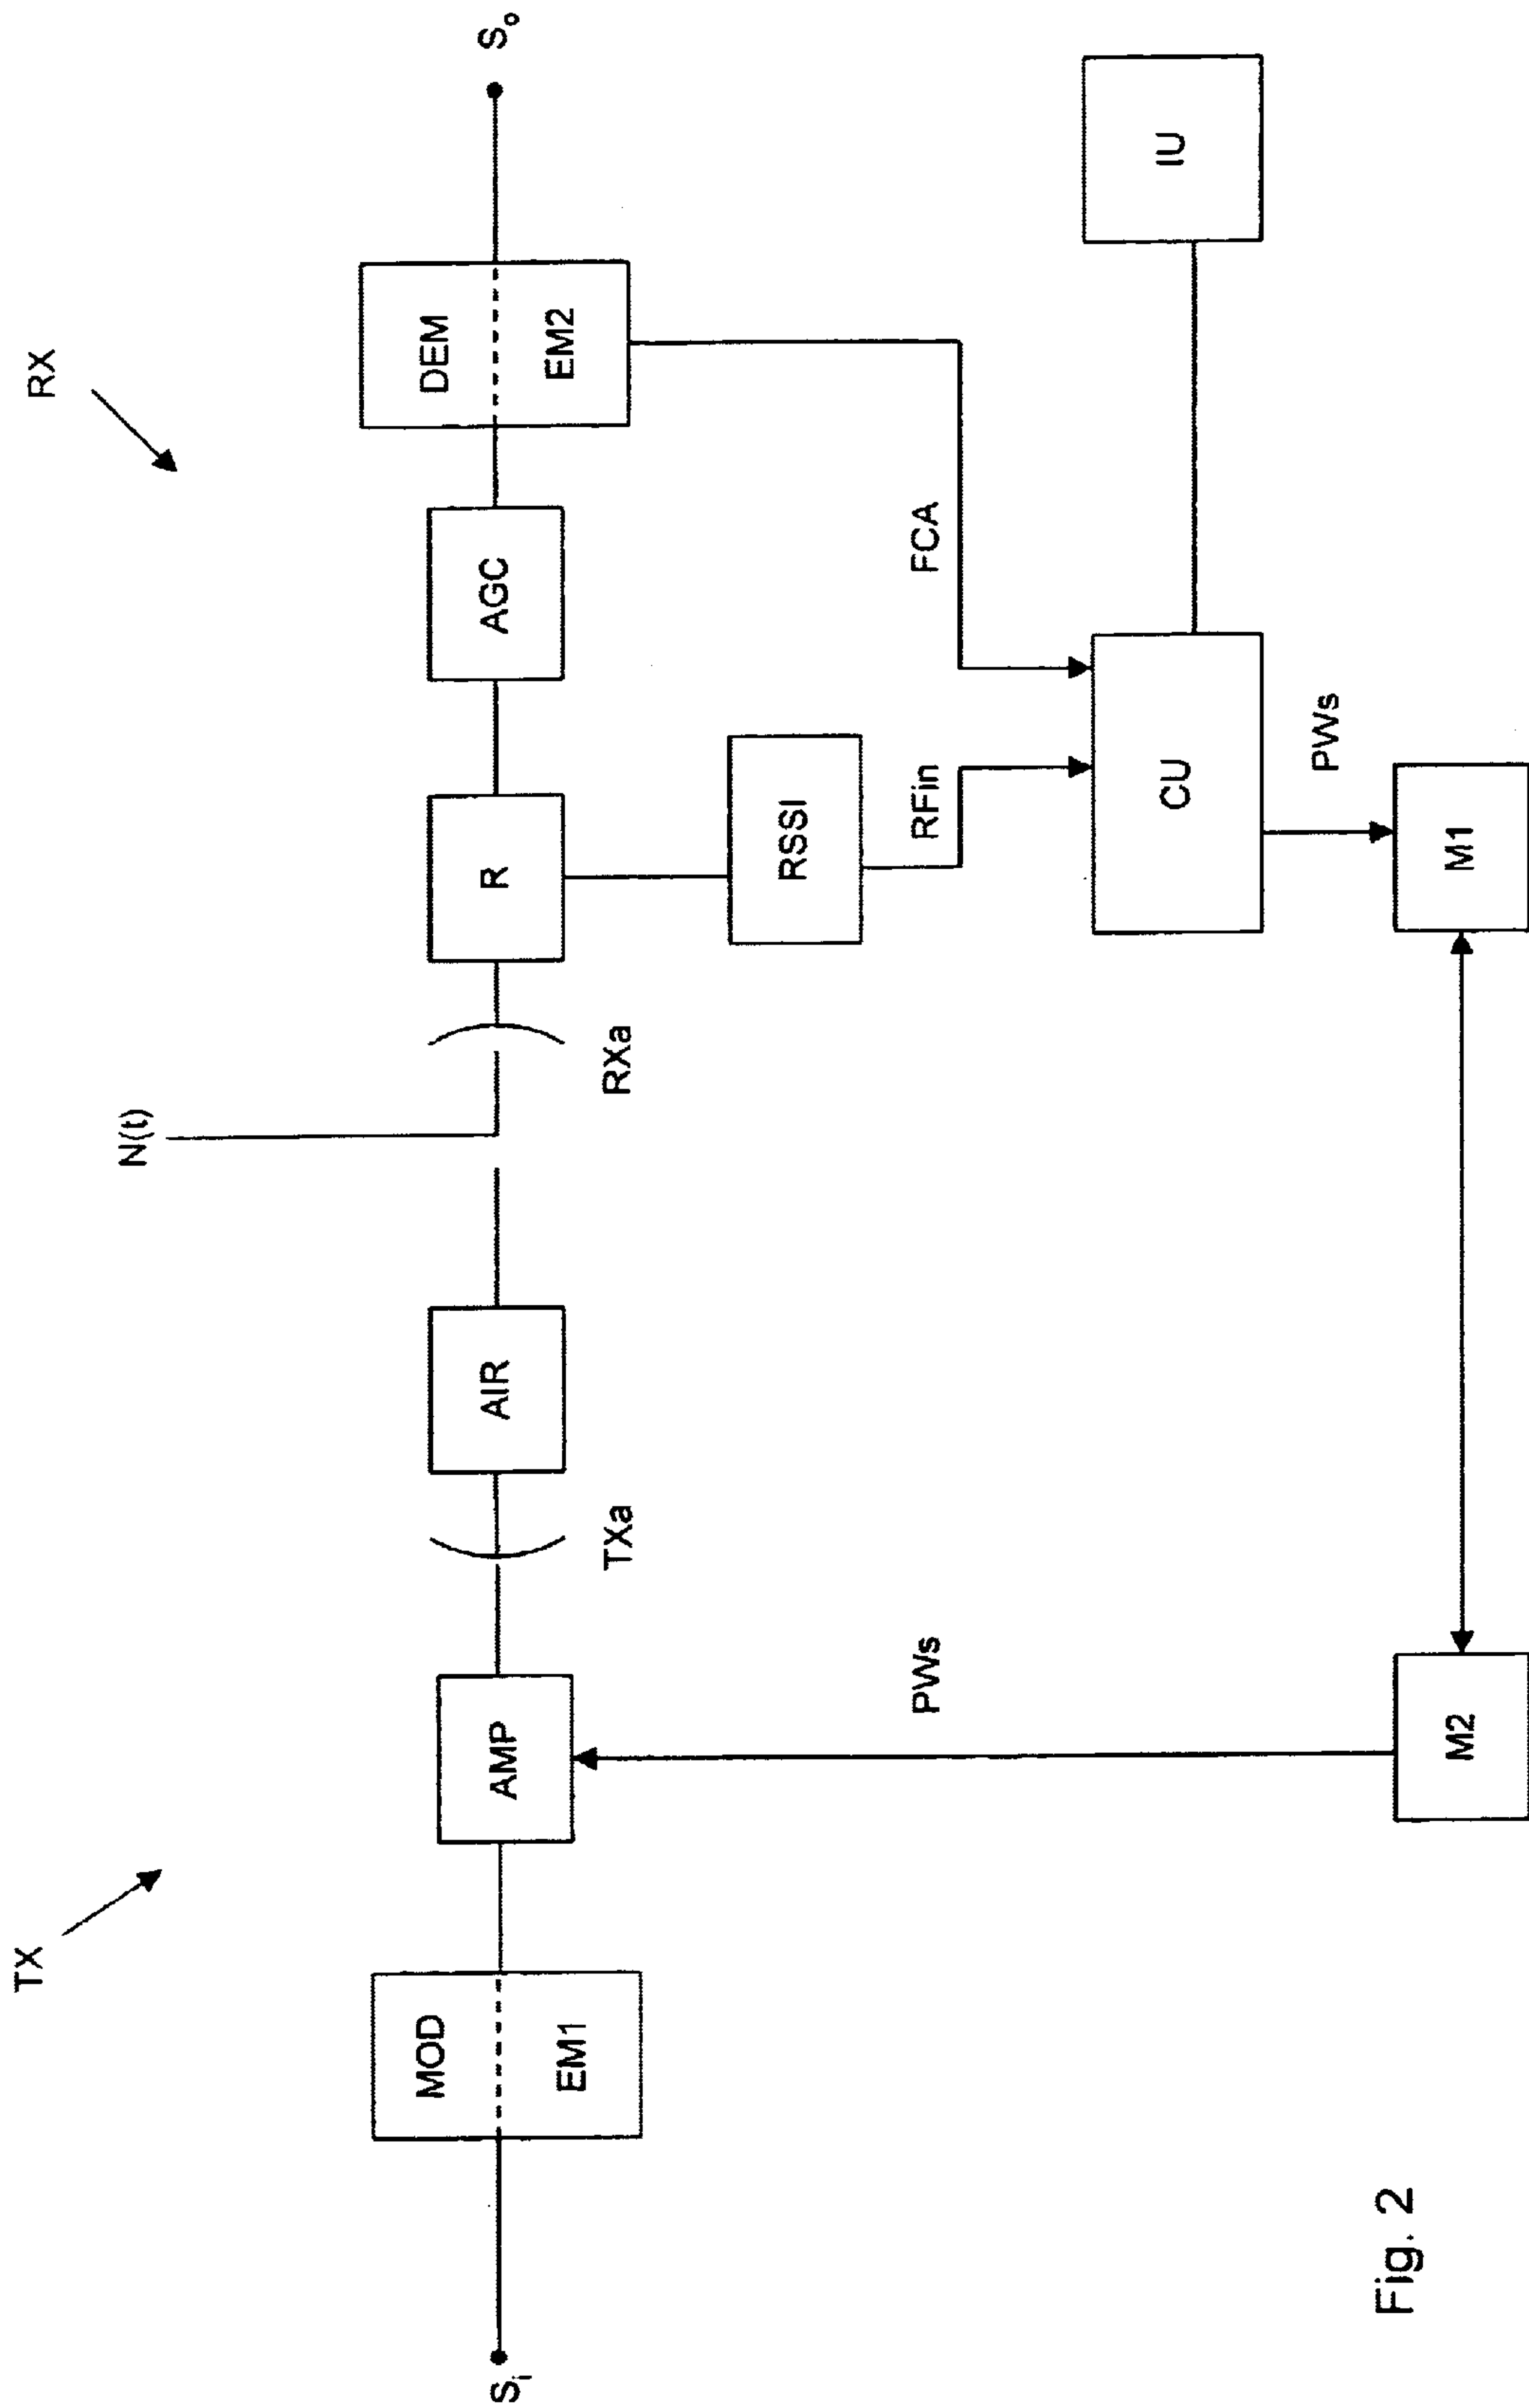 TX
RX
N(t)
Si
MOD
EM1
AMP
TXa
AIR
RXa
R
AGC
DEM
EM2
So
RSSI
PWs
RFin
FCA
CU
IU
PWs
M2
M1
Fig. 2